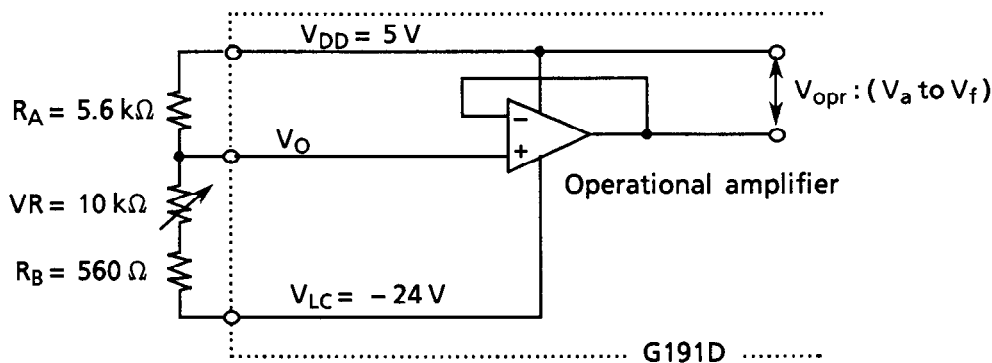 V_DD = 5 V
R_A = 5.6 kΩ
V_opr : (V_a to V_f)
V_O
−
+
Operational amplifier
VR = 10 kΩ
R_B = 560 Ω
V_LC = − 24 V
G191D